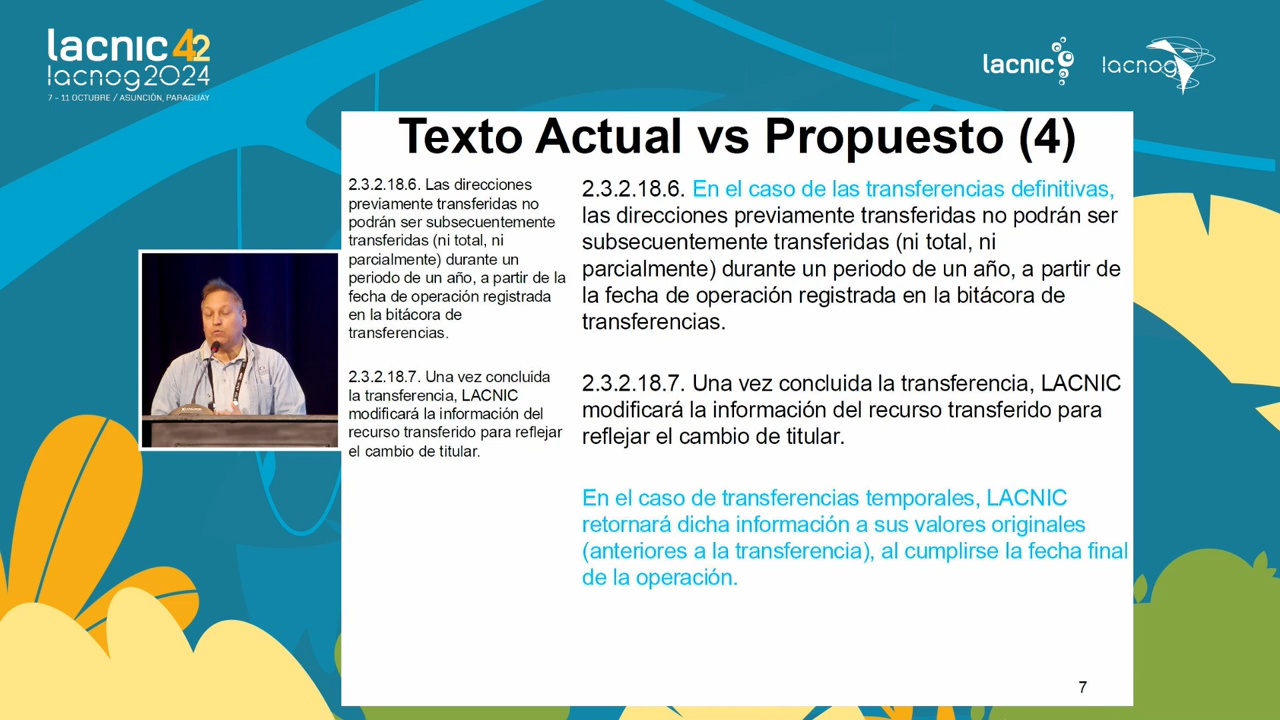 lacnic 42
lacnog2024
7 - 11 OCTUBRE / ASUNCIÓN, PARAGUAY
lacnic
lacnog
Texto Actual vs Propuesto (4)
2.3.2.18.6. Las direcciones
previamente transferidas no
podrán ser subsecuentemente
transferidas (ni total, ni
parcialmente) durante un
periodo de un año, a partir de la
fecha de operación registrada
en la bitácora de
transferencias.
2.3.2.18.7. Una vez concluida
la transferencia, LACNIC
modificará la información del
recurso transferido para reflejar
el cambio de titular.
2.3.2.18.6. En el caso de las transferencias definitivas,
las direcciones previamente transferidas no podrán ser
subsecuentemente transferidas (ni total, ni
parcialmente) durante un periodo de un año, a partir de
la fecha de operación registrada en la bitácora de
transferencias.
2.3.2.18.7. Una vez concluida la transferencia, LACNIC
modificará la información del recurso transferido para
reflejar el cambio de titular.
En el caso de transferencias temporales, LACNIC
retornará dicha información a sus valores originales
(anteriores a la transferencia), al cumplirse la fecha final
de la operación.
7